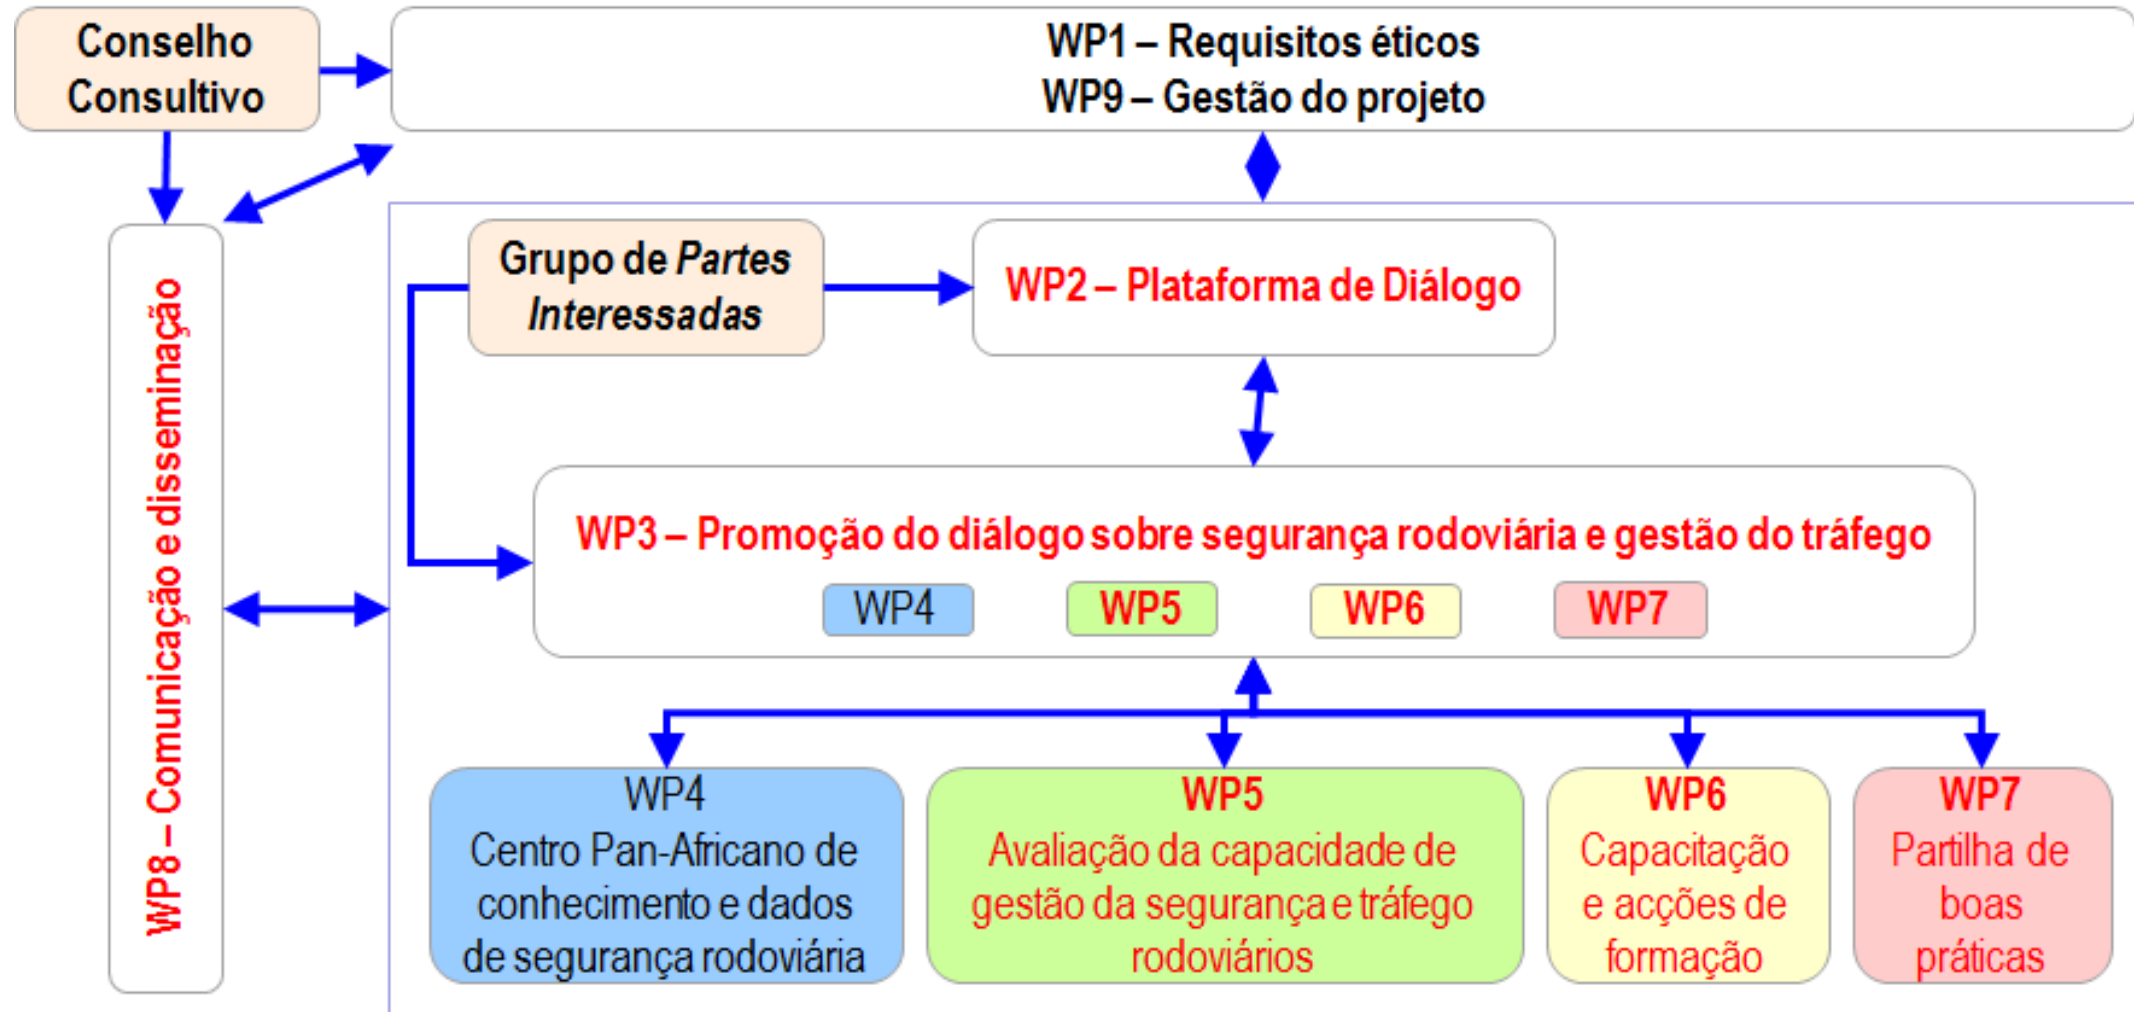 Conselho
Consultivo
WP1 – Requisitos éticos
WP9 – Gestão do projeto
WP8 – Comunicação e disseminação
Grupo de Partes
Interessadas
WP2 – Plataforma de Diálogo
WP3 – Promoção do diálogo sobre segurança rodoviária e gestão do tráfego
WP4
WP5
WP6
WP7
WP4
Centro Pan-Africano de
conhecimento e dados
de segurança rodoviária
WP5
Avaliação da capacidade de
gestão da segurança e tráfego
rodoviários
WP6
Capacitação
e acções de
formação
WP7
Partilha de
boas
práticas